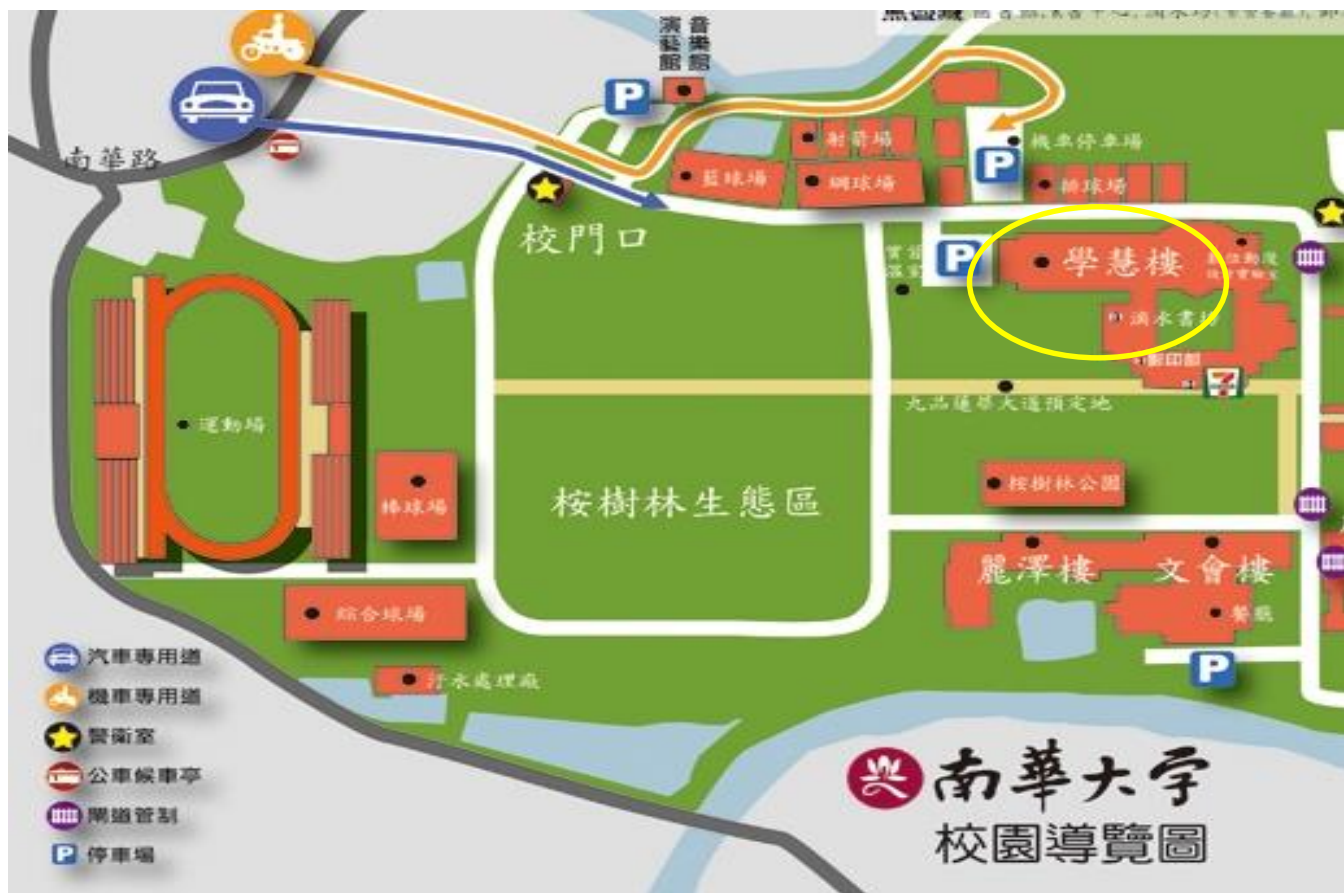 演藝館
音樂館
P
射箭場
機車停車場
南華路
籃球場
網球場
P
排球場
校門口
P
學慧樓
滴水書坊
影印部
7
九品蓮華大道預定地
運動場
棒球場
桉樹林生態區
桉樹林公園
麗澤樓
文會樓
綜合球場
餐廳
汽車專用道
機車專用道
警衛室
公車候車亭
閘道管制
P 停車場
汙水處理廠
P
南華大学
校園導覽圖